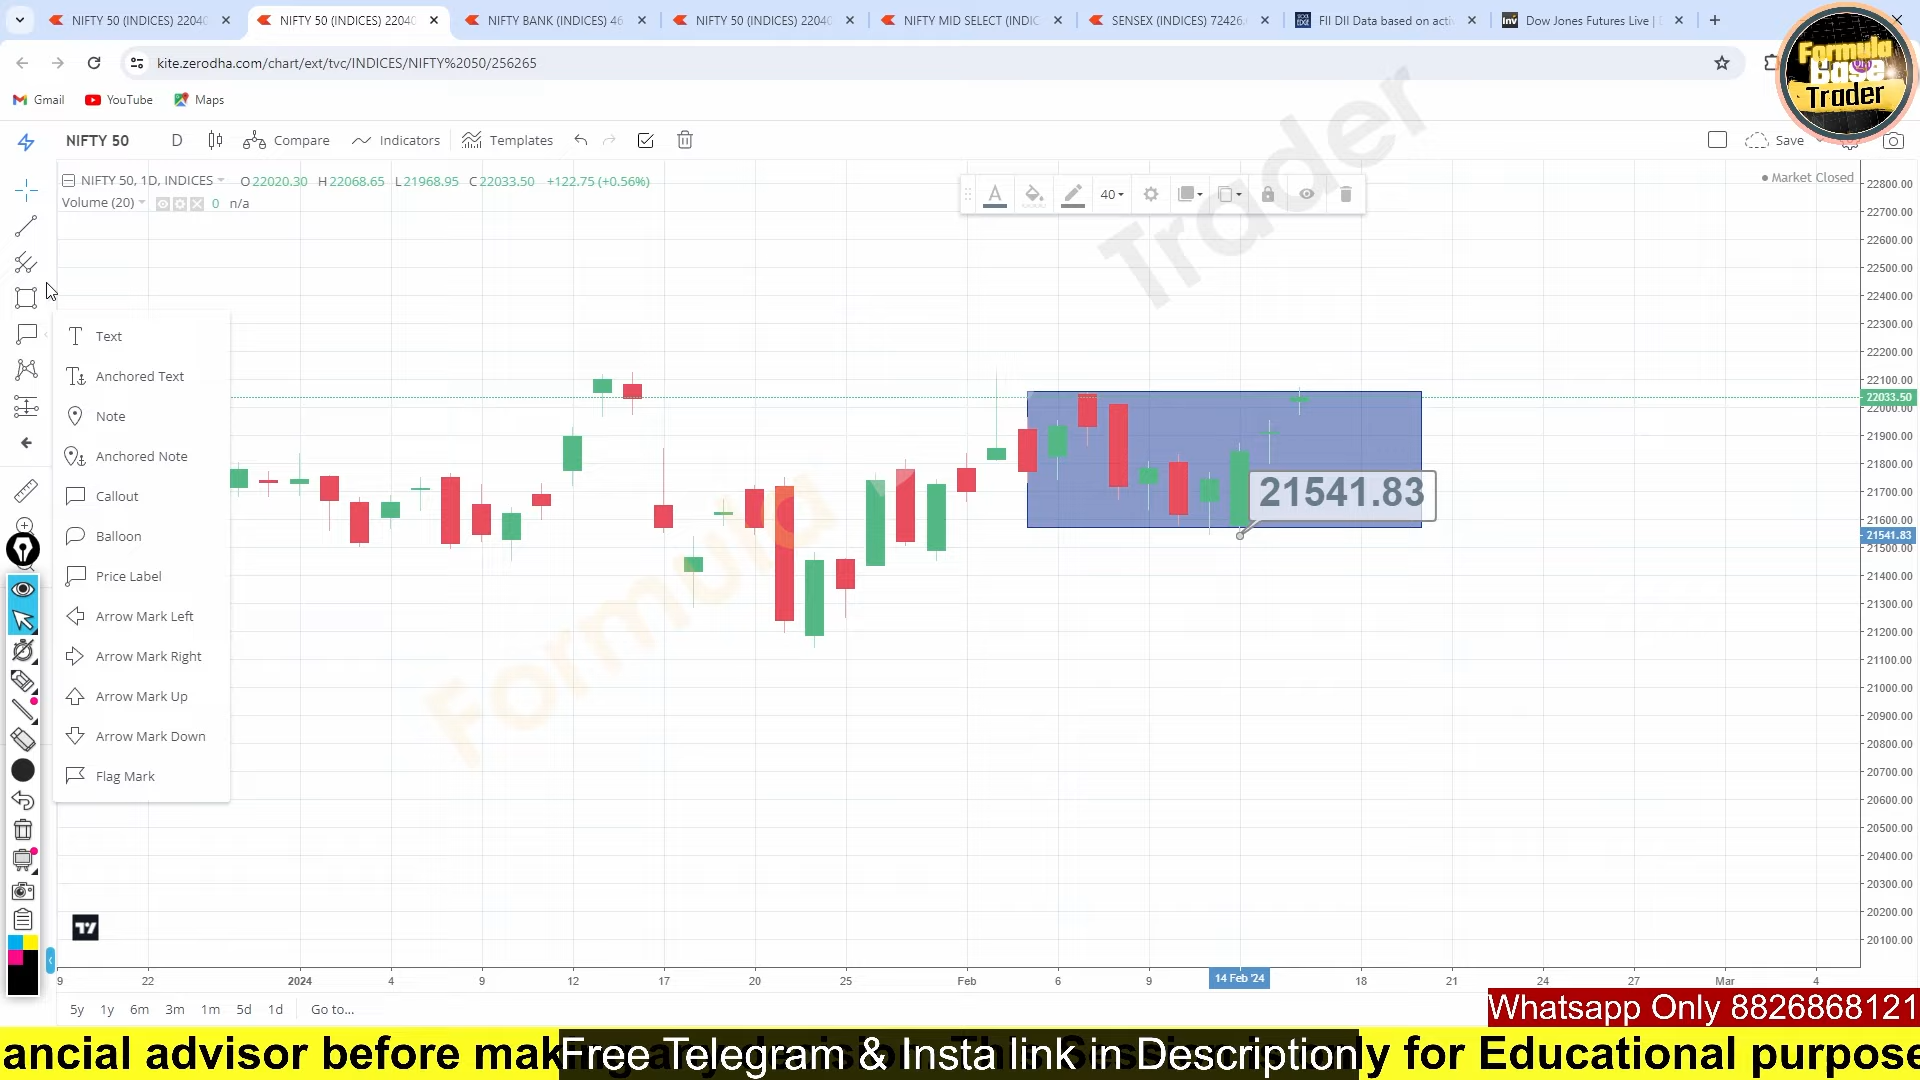 NIFTY 50 (INDICES) 2204
NIFTY 50 (INDICES) 2204
NIFTY BANK (INDICES) 46
NIFTY 50 (INDICES) 2204
NIFTY MID SELECT (INDIC
SENSEX (INDICES) 72426.
FII DII Data based on acti
Dow Jones Futures Live |
kite.zerodha.com/chart/ext/tvc/INDICES/NIFTY%2050/256265
Gmail YouTube Maps
Formula
Base
Trader
NIFTY 50 D Compare Indicators Templates Save
NIFTY 50, 1D, INDICES O22020.30 H22068.65 L21968.95 C22033.50 +122.75 (+0.56%)
Volume (20) 0 n/a
40
Market Closed
Text
Anchored Text
Note
Anchored Note
Callout
Balloon
Price Label
Arrow Mark Left
Arrow Mark Right
Arrow Mark Up
Arrow Mark Down
Flag Mark
Formula
Trader
21541.83
22800.00
22700.00
22600.00
22500.00
22400.00
22300.00
22200.00
22100.00
22033.50
22000.00
21900.00
21800.00
21700.00
21600.00
21541.83
21500.00
21400.00
21300.00
21200.00
21100.00
21000.00
20900.00
20800.00
20700.00
20600.00
20500.00
20400.00
20300.00
20200.00
20100.00
9 22 2024 4 9 12 17 20 25 Feb 6 9 14 Feb '24 18 21 24 27 Mar 4
5y 1y 6m 3m 1m 5d 1d Go to...
Whatsapp Only 8826868121
ancial advisor before mak
Free Telegram & Insta link in Description
y for Educational purpose